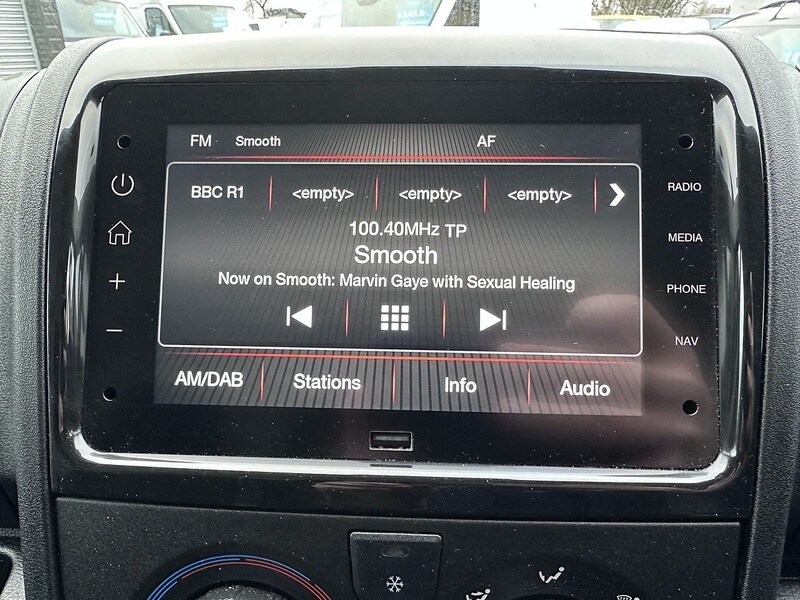 FM Smooth AF
BBC R1 <empty> <empty> <empty>
100.40MHz TP
Smooth
Now on Smooth: Marvin Gaye with Sexual Healing
AM/DAB Stations Info Audio
RADIO
MEDIA
PHONE
NAV